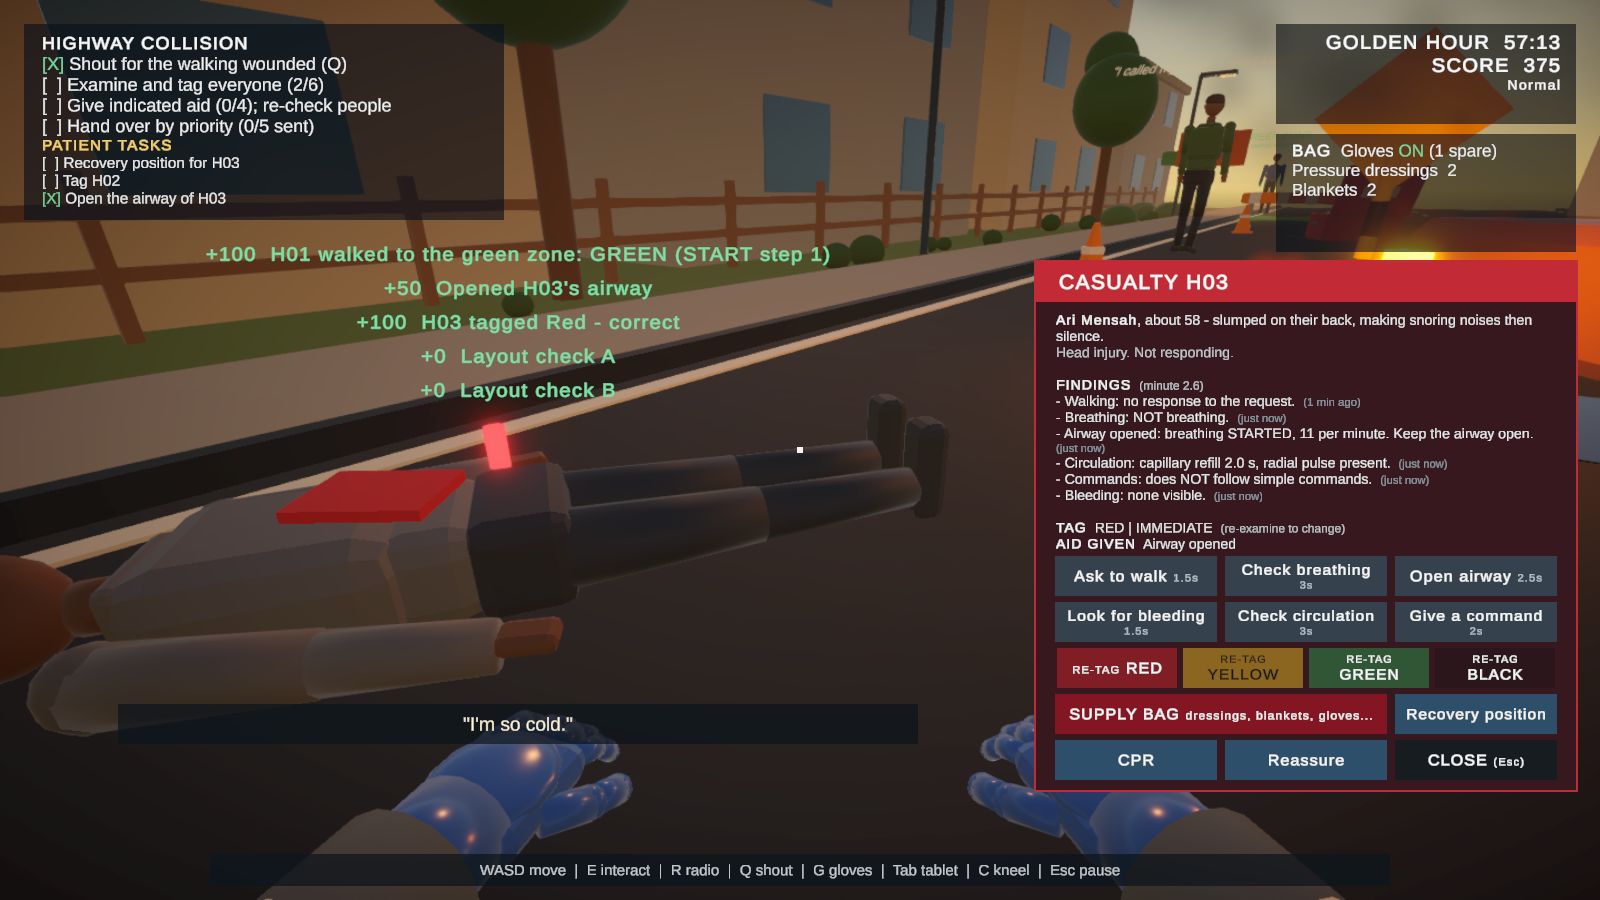 HIGHWAY COLLISION
[X] Shout for the walking wounded (Q)
[ ] Examine and tag everyone (2/6)
[ ] Give indicated aid (0/4); re-check people
[ ] Hand over by priority (0/5 sent)
PATIENT TASKS
[ ] Recovery position for H03
[ ] Tag H02
[X] Open the airway of H03
"I called
GOLDEN HOUR 57:13
SCORE 375
Normal
BAG Gloves ON (1 spare)
Pressure dressings 2
Blankets 2
+100 H01 walked to the green zone: GREEN (START step 1)
+50 Opened H03's airway
+100 H03 tagged Red - correct
+0 Layout check A
+0 Layout check B
CASUALTY H03
Ari Mensah, about 58 - slumped on their back, making snoring noises then
silence.
Head injury. Not responding.
FINDINGS (minute 2.6)
- Walking: no response to the request. (1 min ago)
- Breathing: NOT breathing. (just now)
- Airway opened: breathing STARTED, 11 per minute. Keep the airway open.
(just now)
- Circulation: capillary refill 2.0 s, radial pulse present. (just now)
- Commands: does NOT follow simple commands. (just now)
- Bleeding: none visible. (just now)
TAG RED | IMMEDIATE (re-examine to change)
AID GIVEN Airway opened
Ask to walk 1.5s
Check breathing
3s
Open airway 2.5s
Look for bleeding
1.5s
Check circulation
3s
Give a command
2s
RE-TAG RED
RE-TAG
YELLOW
RE-TAG
GREEN
RE-TAG
BLACK
SUPPLY BAG dressings, blankets, gloves...
Recovery position
CPR
Reassure
CLOSE (Esc)
"I'm so cold."
WASD move | E interact | R radio | Q shout | G gloves | Tab tablet | C kneel | Esc pause